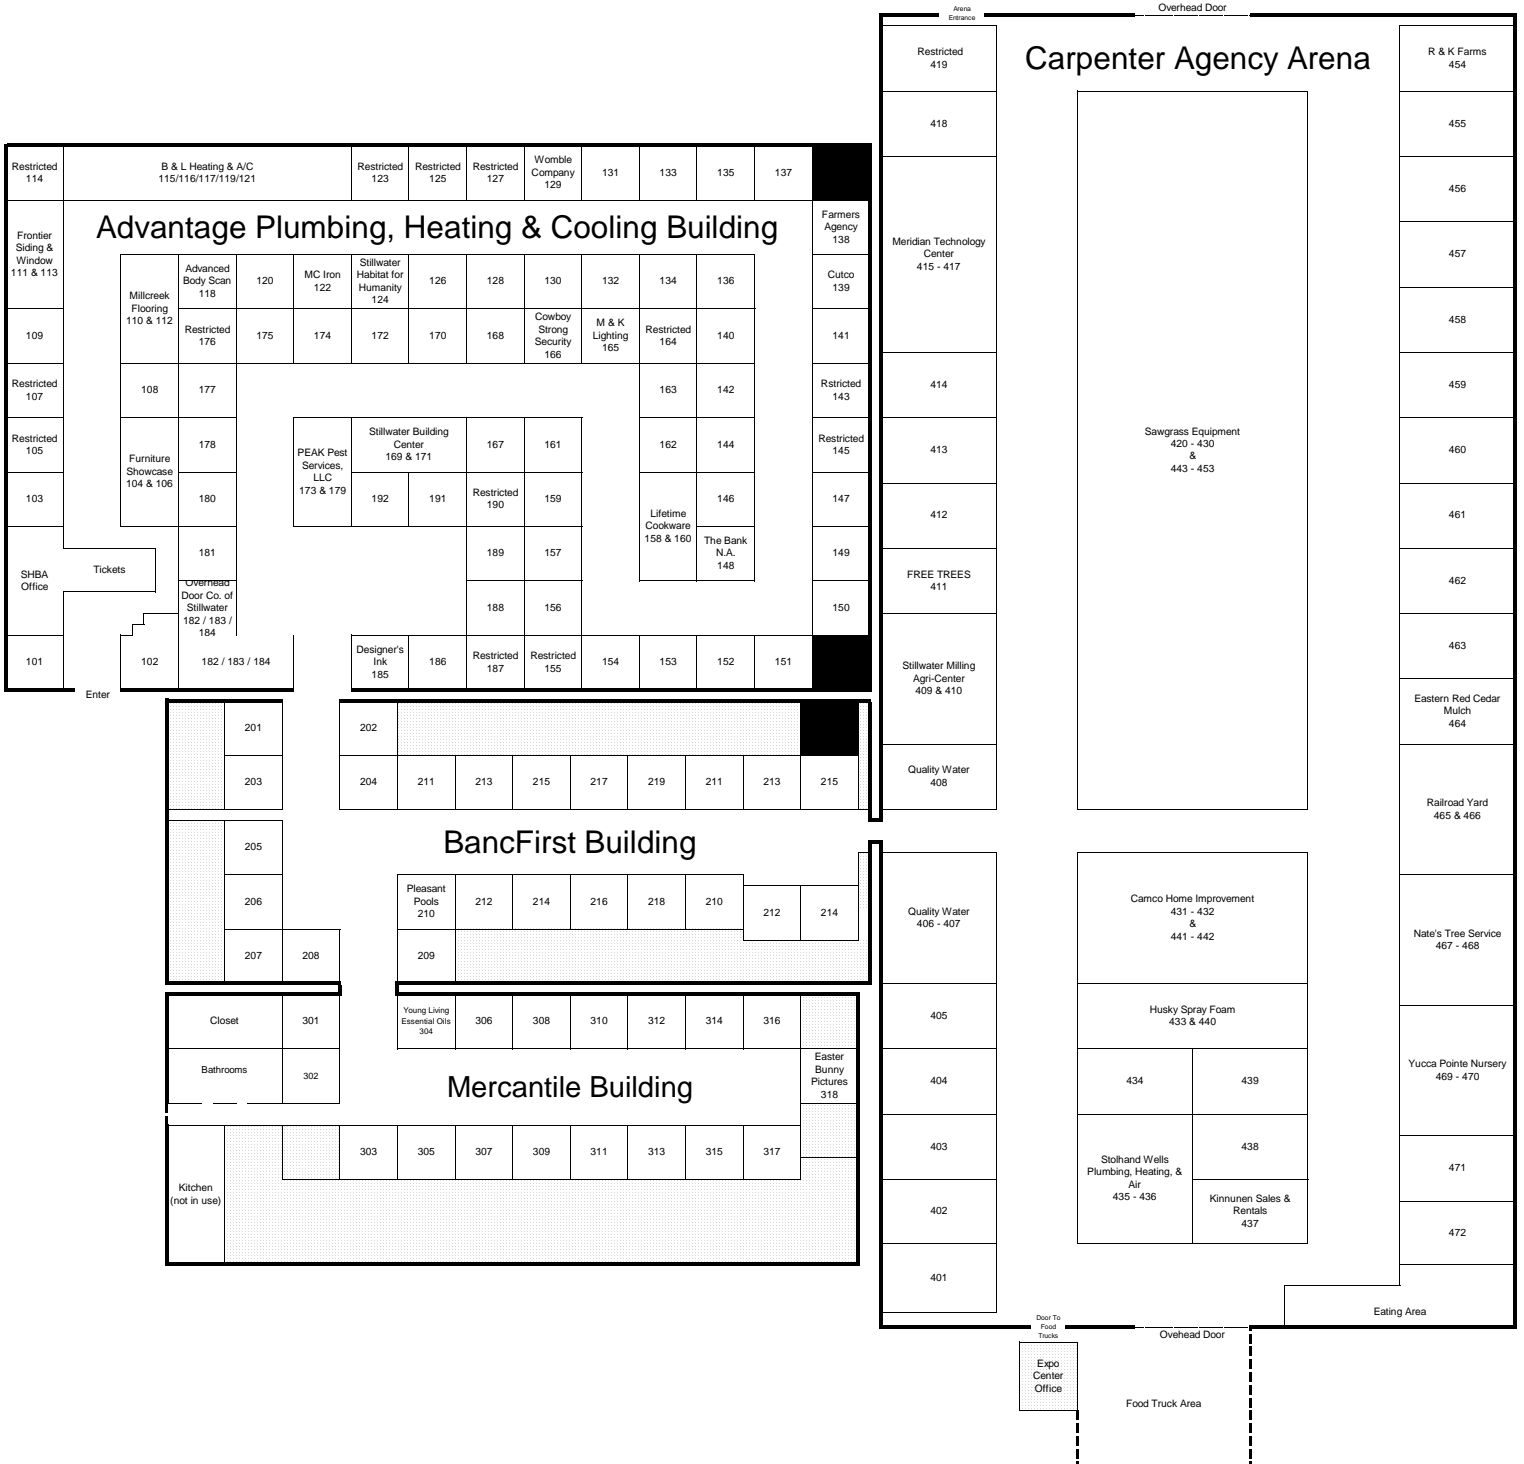 Arena
Entrance
Overhead Door
Carpenter Agency Arena
Restricted
419
R & K Farms
454
418
455
Restricted
114
B & L Heating & A/C
115/116/117/119/121
Restricted
123
Restricted
125
Restricted
127
Womble
Company
129
131
133
135
137
456
Advantage Plumbing, Heating & Cooling Building
Farmers
Agency
138
Frontier
Siding &
Window
111 & 113
Meridian Technology
Center
415 - 417
457
Millcreek
Flooring
110 & 112
Advanced
Body Scan
118
120
MC Iron
122
Stillwater
Habitat for
Humanity
124
126
128
130
132
134
136
Cutco
139
458
109
Restricted
176
175
174
172
170
168
Cowboy
Strong
Security
166
M & K
Lighting
165
Restricted
164
140
141
Restricted
107
108
177
163
142
Rstricted
143
414
459
Restricted
105
Furniture
Showcase
104 & 106
178
PEAK Pest
Services,
LLC
173 & 179
Stillwater Building
Center
169 & 171
167
161
162
144
Restricted
145
413
Sawgrass Equipment
420 - 430
&
443 - 453
460
103
180
192
191
Restricted
190
159
Lifetime
Cookware
158 & 160
146
147
412
461
SHBA
Office
Tickets
181
189
157
The Bank
N.A.
148
149
FREE TREES
411
462
Overhead
Door Co. of
Stillwater
182 / 183 /
184
188
156
150
Stillwater Milling
Agri-Center
409 & 410
463
101
102
182 / 183 / 184
Designer's
Ink
185
186
Restricted
187
Restricted
155
154
153
152
151
Enter
Eastern Red Cedar
Mulch
464
201
202
203
204
211
213
215
217
219
211
213
215
Quality Water
408
Railroad Yard
465 & 466
205
BancFirst Building
206
Pleasant
Pools
210
212
214
216
218
210
212
214
Quality Water
406 - 407
Camco Home Improvement
431 - 432
&
441 - 442
Nate's Tree Service
467 - 468
207
208
209
Closet
301
Young Living
Essential Oils
304
306
308
310
312
314
316
405
Husky Spray Foam
433 & 440
Bathrooms
302
Mercantile Building
Easter
Bunny
Pictures
318
404
434
439
Yucca Pointe Nursery
469 - 470
303
305
307
309
311
313
315
317
403
Stolhand Wells
Plumbing, Heating, &
Air
435 - 436
438
471
Kitchen
(not in use)
402
Kinnunen Sales &
Rentals
437
472
401
Eating Area
Door To
Food
Trucks
Ovehead Door
Expo
Center
Office
Food Truck Area